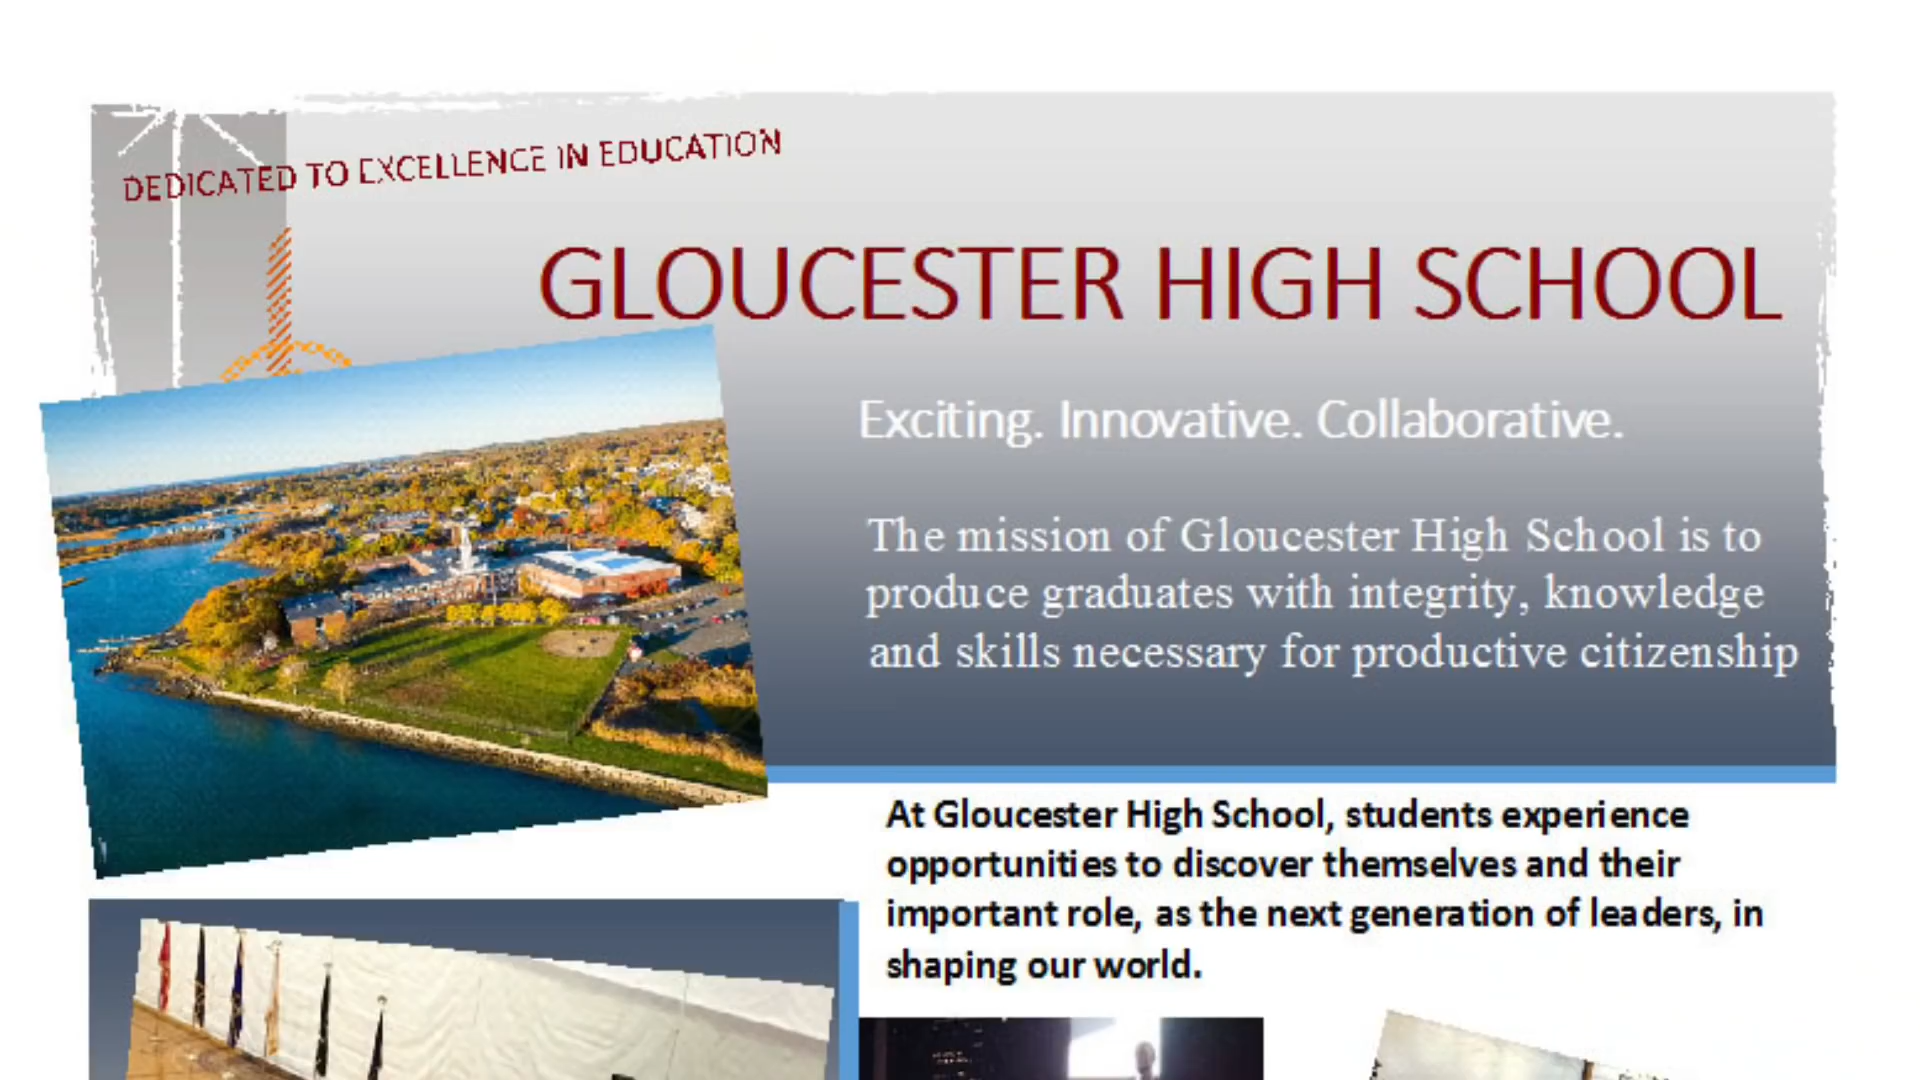 DEDICATED TO EXCELLENCE IN EDUCATION
GLOUCESTER HIGH SCHOOL
Exciting. Innovative. Collaborative.
The mission of Gloucester High School is to
produce graduates with integrity, knowledge
and skills necessary for productive citizenship
At Gloucester High School, students experience
opportunities to discover themselves and their
important role, as the next generation of leaders, in
shaping our world.